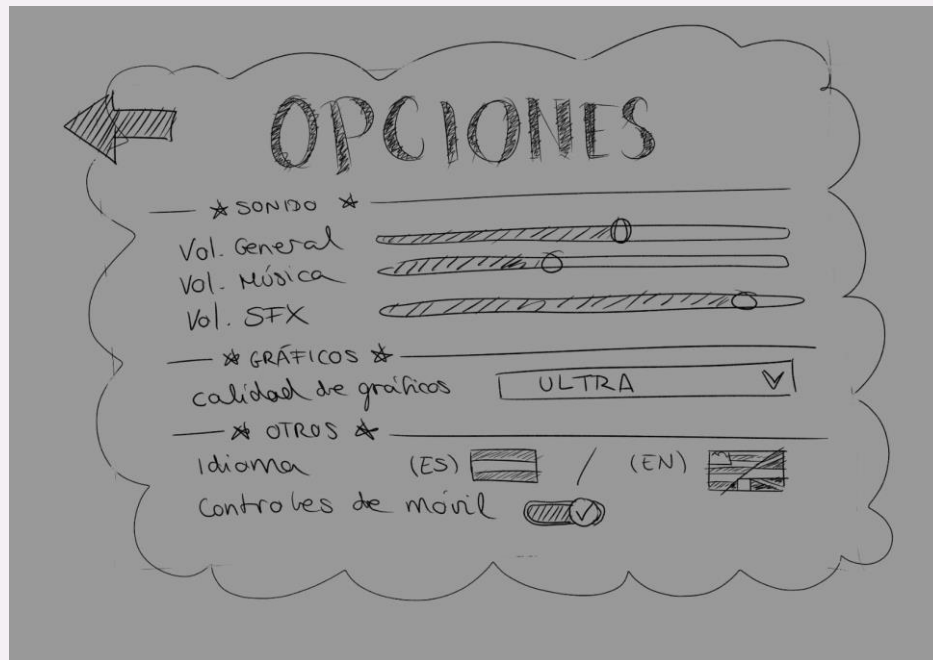 OPCIONES
SONIDO
Vol. General
Vol. Música
Vol. SFX
GRÁFICOS
calidad de gráficos ULTRA
OTROS
Idioma (ES) / (EN)
Controles de móvil